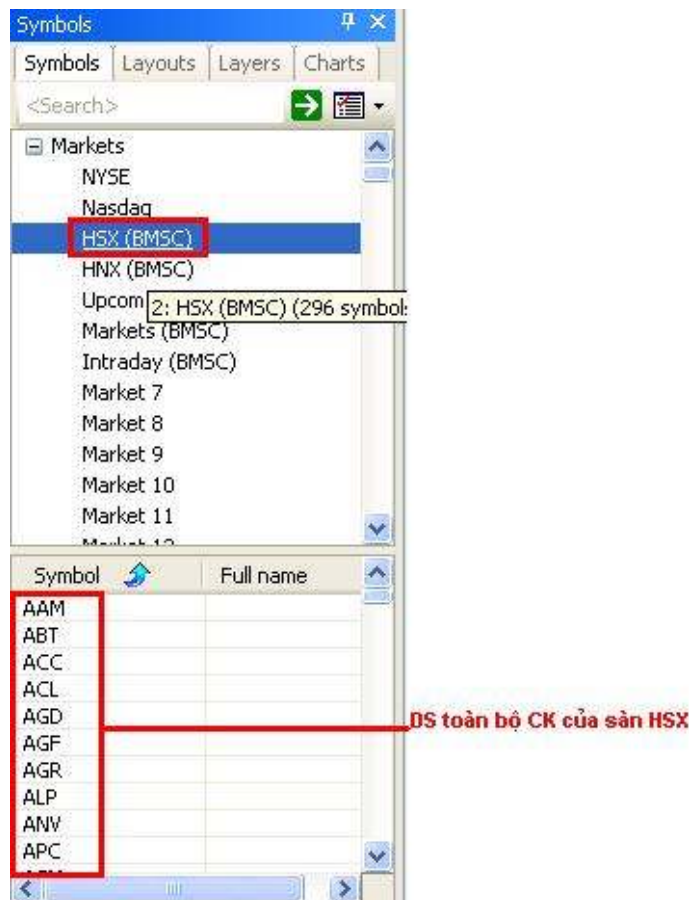 Symbols
Symbols Layouts Layers Charts
<Search>
Markets
NYSE
Nasdaq
HSX (BMSC)
HNX (BMSC)
Upcom
2: HSX (BMSC) (296 symbol
Markets (BMSC)
Intraday (BMSC)
Market 7
Market 8
Market 9
Market 10
Market 11
Symbol Full name
AAM
ABT
ACC
ACL
AGD
DS toàn bộ CK của sàn HSX
AGF
AGR
ALP
ANV
APC